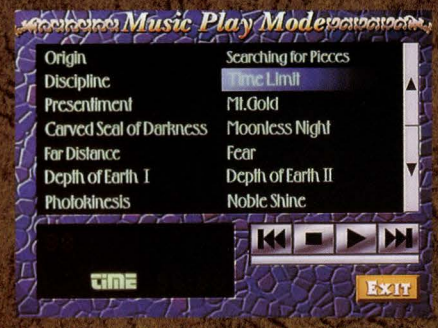 Music Play Mode
Origin
Discipline
Presentiment
Carved Seal of Darkness
Far Distance
Depth of Earth I
Photokinesis
Searching for Pieces
Time Limit
Mt.Gold
Moonless Night
Fear
Depth of Earth II
Noble Shine
TIME
EXIT